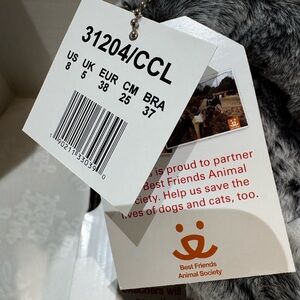 31204/CCL
US UK EUR CM BRA
8 5 38 25 37
is proud to partner
Best Friends Animal
Society. Help us save the
lives of dogs and cats, too.
Best Friends
Animal Society